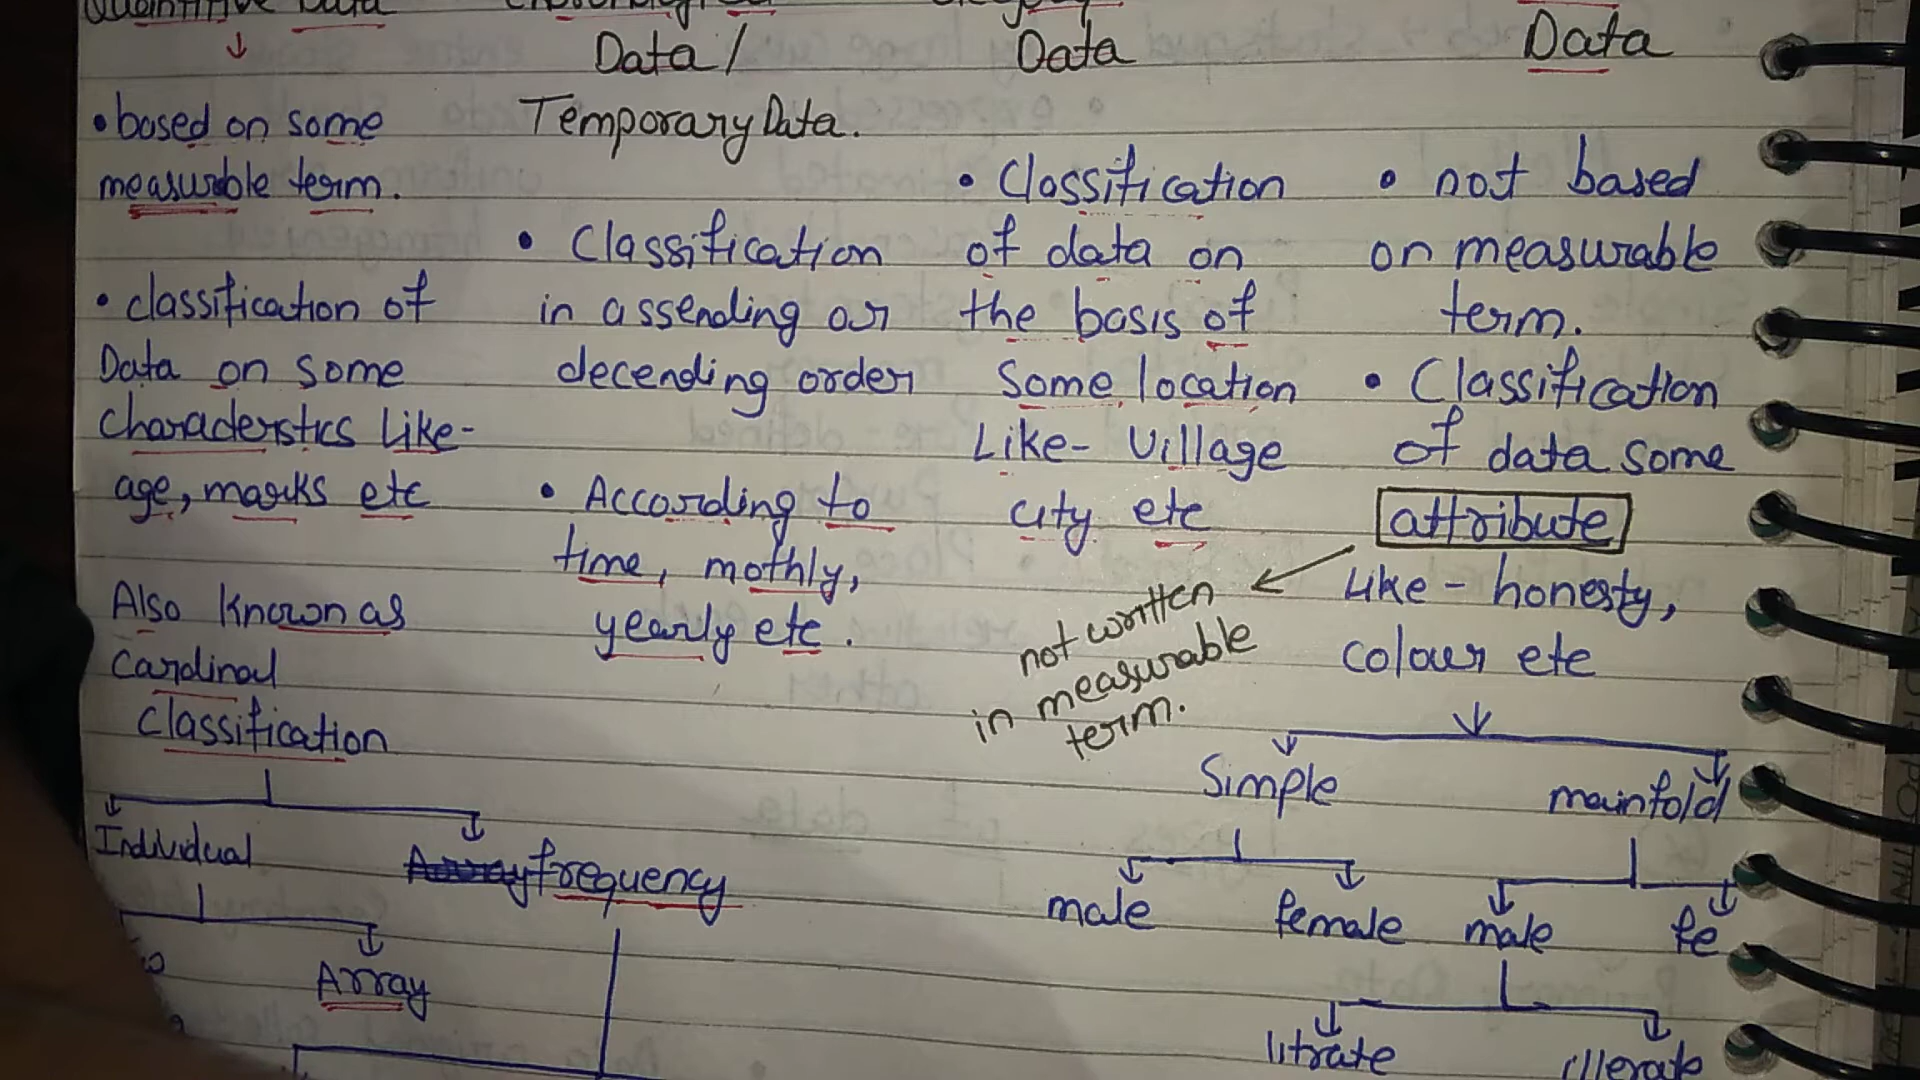 Quantitive Data
Data /
Temporary Data.
Data
Data
• based on some
measurable term.
• classification of
Data on some
characterstics like-
age, marks etc
Also known as
cardinal
classification
Individual
frequency
Array
• Classification
in assending or
decending order
• According to
time, mothly,
yearly etc.
• Classification
of data on
the basis of
Some location
Like- village
city etc
• not based
on measurable
term.
• Classification
of data some
attribute
not written
in measurable
term.
Like - honesty,
colour etc
Simple
mainfold
male
female
male
fe
litrate
illerate